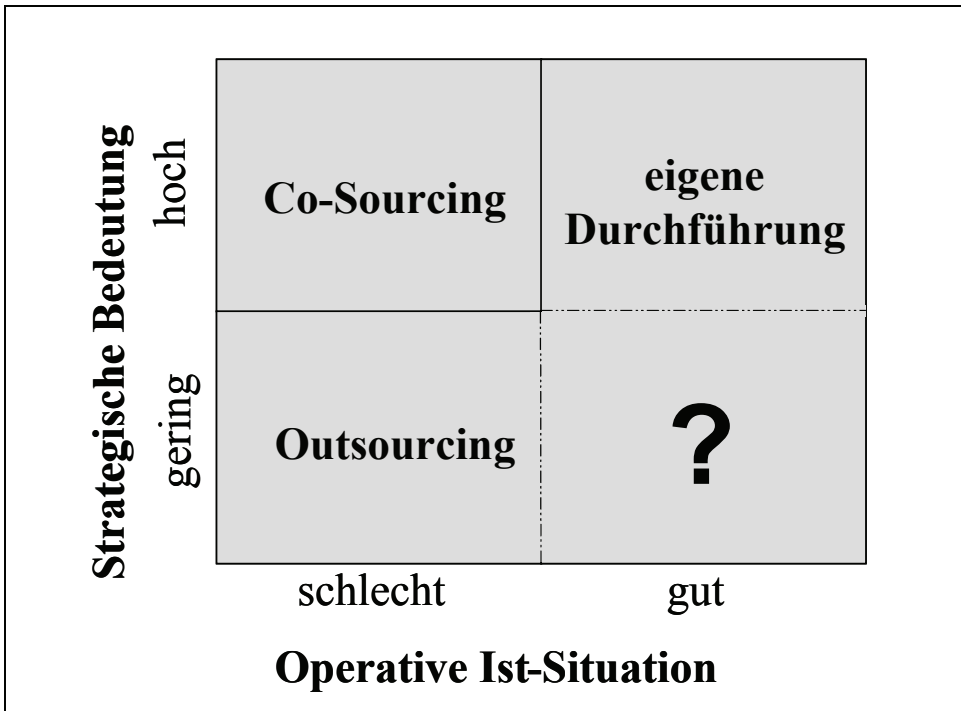 Strategische Bedeutung
hoch
gering
Co-Sourcing
eigene
Durchführung
Outsourcing
?
schlecht
gut
Operative Ist-Situation